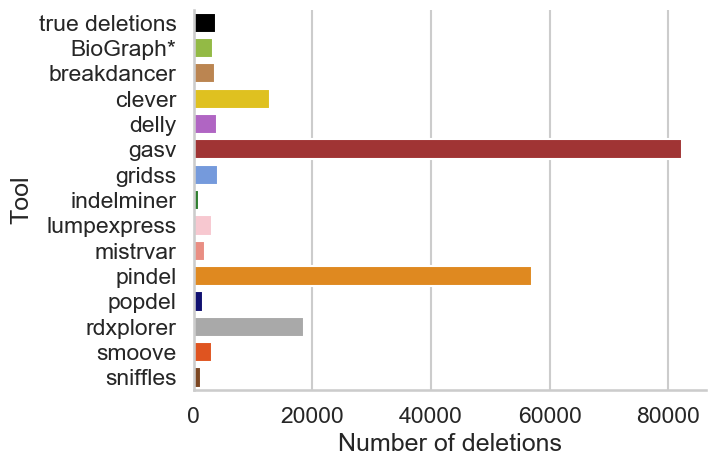 true deletions
BioGraph*
breakdancer
clever
delly
gasv
gridss
indelminer
lumpexpress
mistrvar
pindel
popdel
rdxplorer
smoove
sniffles
Tool
0 20000 40000 60000 80000
Number of deletions